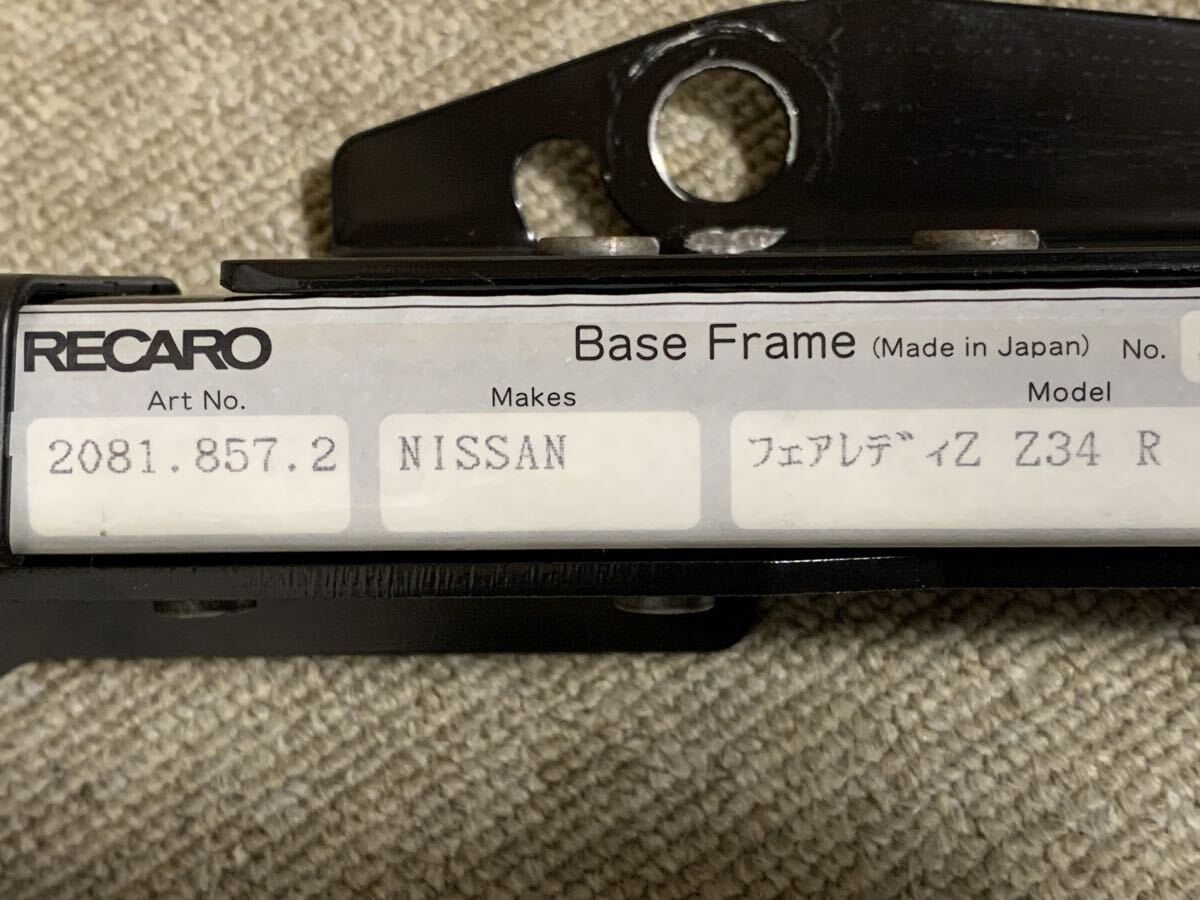 RECARO Base Frame (Made in Japan) No.
Art No. Makes Model
2081.857.2 NISSAN ﾌｪｱﾚﾃﾞｨZ Z34 R